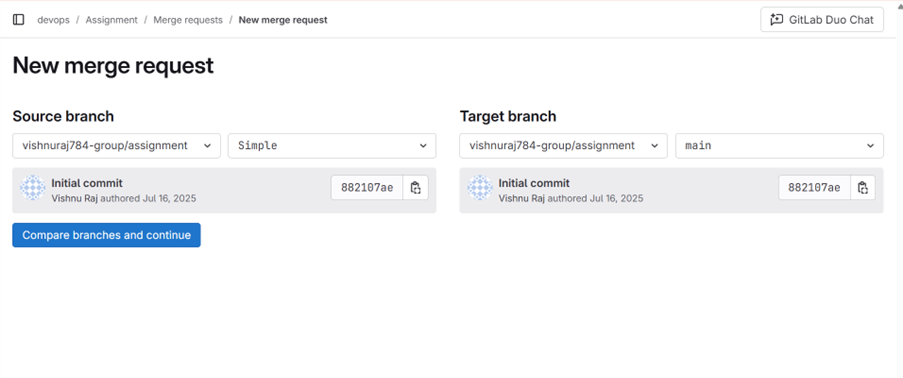 devops / Assignment / Merge requests / New merge request
GitLab Duo Chat
New merge request
Source branch
vishnuraj784-group/assignment
Simple
Initial commit
Vishnu Raj authored Jul 16, 2025
882107ae
Target branch
vishnuraj784-group/assignment
main
Initial commit
Vishnu Raj authored Jul 16, 2025
882107ae
Compare branches and continue